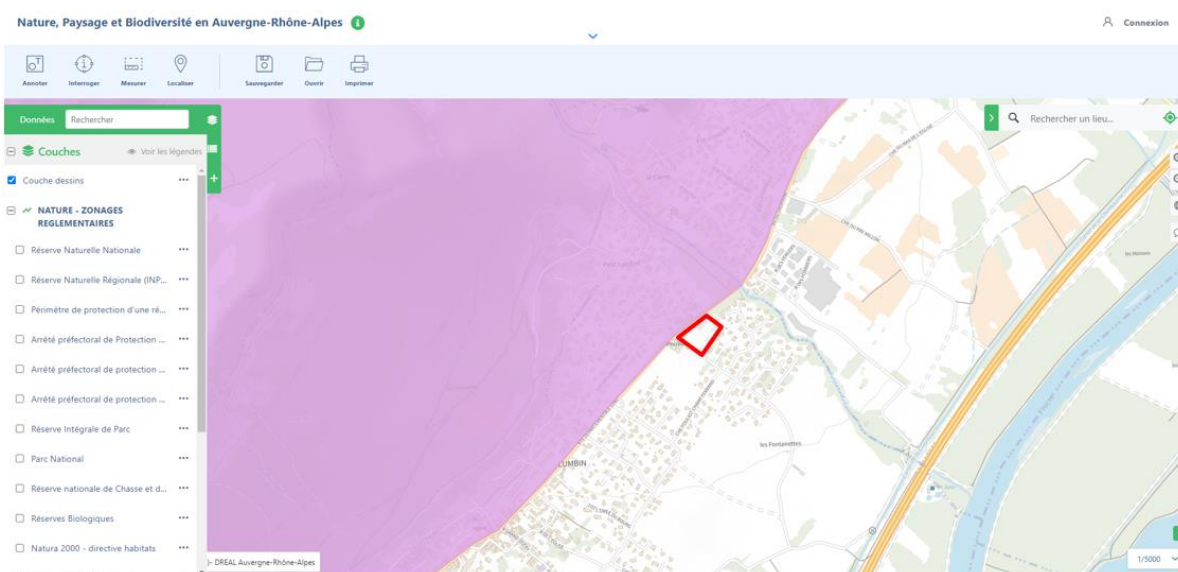 Nature, Paysage et Biodiversité en Auvergne-Rhône-Alpes
Connexion
Annoter Interroger Mesurer Localiser Sauvegarder Ouvrir Imprimer
Données Rechercher
Rechercher un lieu...
Couches Voir les légendes
Couche dessins
NATURE - ZONAGES
REGLEMENTAIRES
Réserve Naturelle Nationale
Réserve Naturelle Régionale (INP...
Périmètre de protection d'une ré...
Arrêté préfectoral de Protection ...
Arrêté préfectoral de protection ...
Arrêté préfectoral de protection ...
Réserve Intégrale de Parc
Parc National
Réserve nationale de Chasse et d...
Réserves Biologiques
Natura 2000 - directive habitats
les Fontanettes
LUMBIN
)- DREAL Auvergne-Rhône-Alpes
1/5000